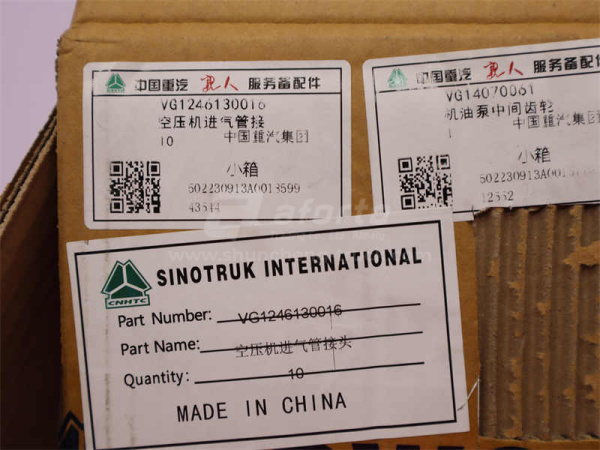 中国重汽 亲人 服务备配件
VG1246130016
空压机进气管接
10 中国重汽集团
小箱
502230913A0018599
43544
中国重汽 亲人 服务备配件
VG14070061
机油泵中间齿轮
1 中国重汽集团
小箱
12552
SINOTRUK INTERNATIONAL
CNHTC
Part Number: VG1246130016
Part Name: 空压机进气管接头
Quantity: 10
MADE IN CHINA